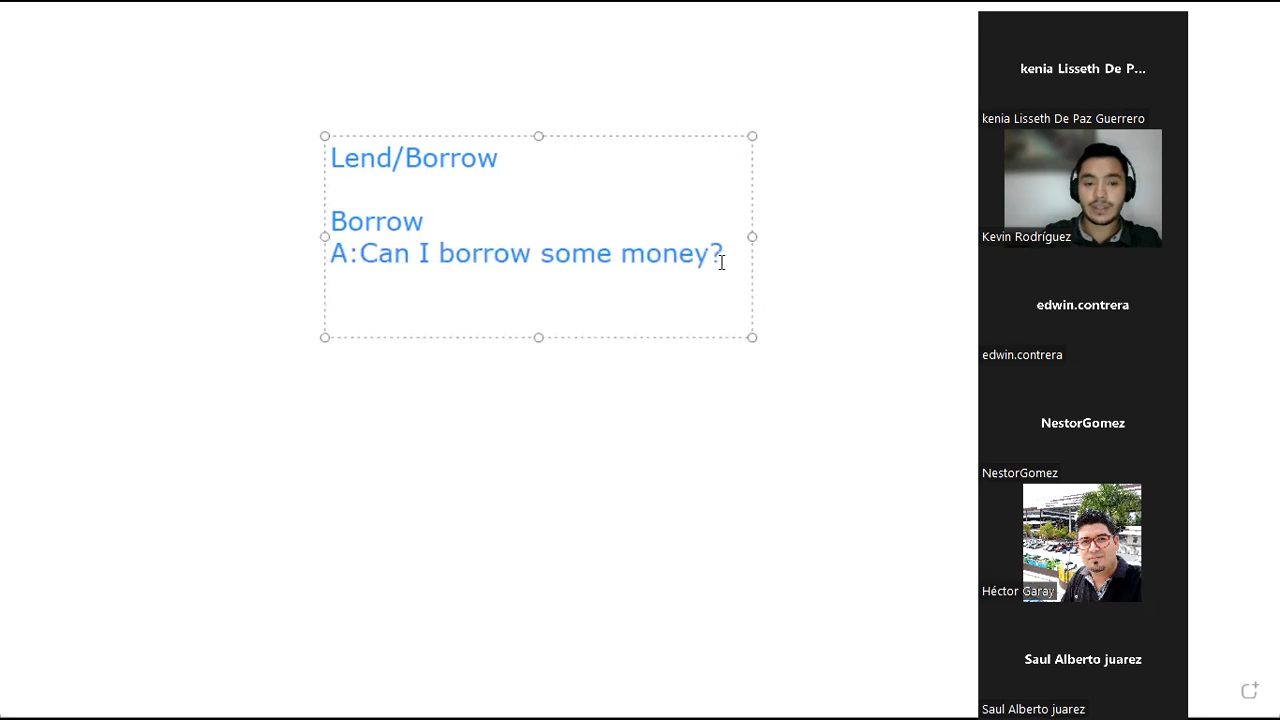 Lend/Borrow
Borrow
A:Can I borrow some money?
kenia Lisseth De P...
kenia Lisseth De Paz Guerrero
Kevin Rodríguez
edwin.contrera
edwin.contrera
NestorGomez
NestorGomez
Héctor Garay
Saul Alberto juarez
Saul Alberto juarez